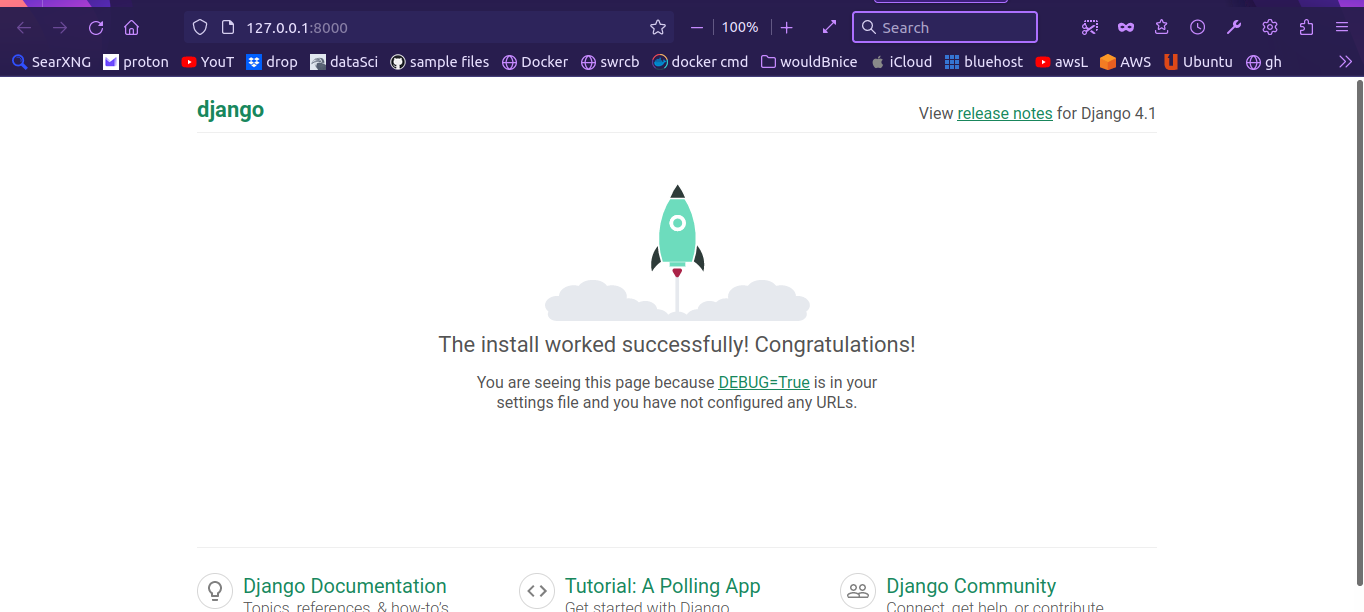 127.0.0.1:8000
100%
Search
SearXNG proton YouT drop dataSci sample files Docker swrcb docker cmd wouldBnice iCloud bluehost awsL AWS Ubuntu gh
django
View release notes for Django 4.1
The install worked successfully! Congratulations!
You are seeing this page because DEBUG=True is in your
settings file and you have not configured any URLs.
Django Documentation
Topics, references, & how-to’s
Tutorial: A Polling App
Get started with Django
Django Community
Connect, get help, or contribute